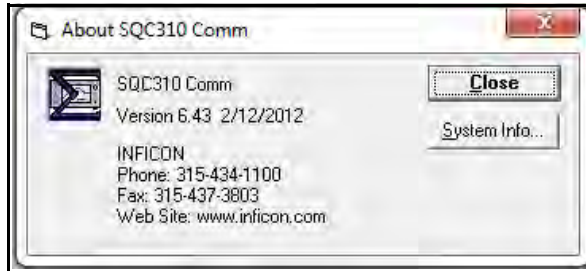 About SQC310 Comm
SQC310 Comm
Close
Version 6.43 2/12/2012
System Info...
INFICON
Phone: 315-434-1100
Fax: 315-437-3803
Web Site: www.inficon.com